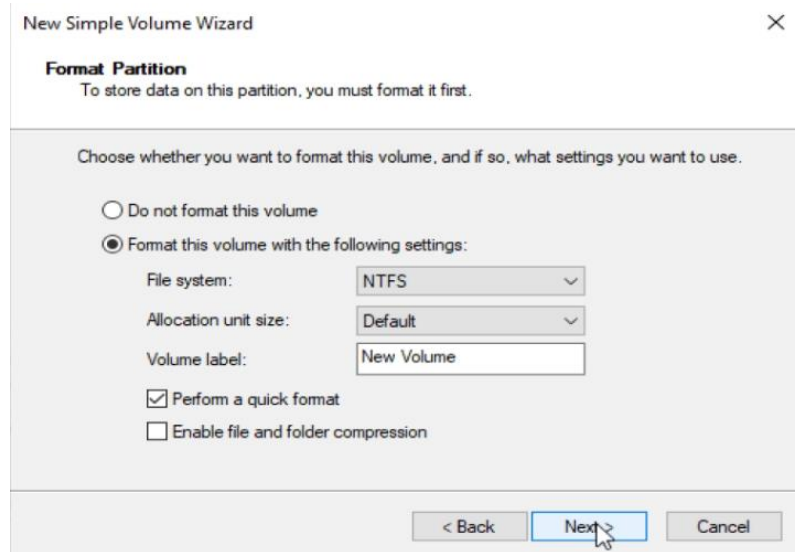 New Simple Volume Wizard
Format Partition
To store data on this partition, you must format it first.
Choose whether you want to format this volume, and if so, what settings you want to use.
Do not format this volume
Format this volume with the following settings:
File system: NTFS
Allocation unit size: Default
Volume label: New Volume
Perform a quick format
Enable file and folder compression
< Back Next > Cancel